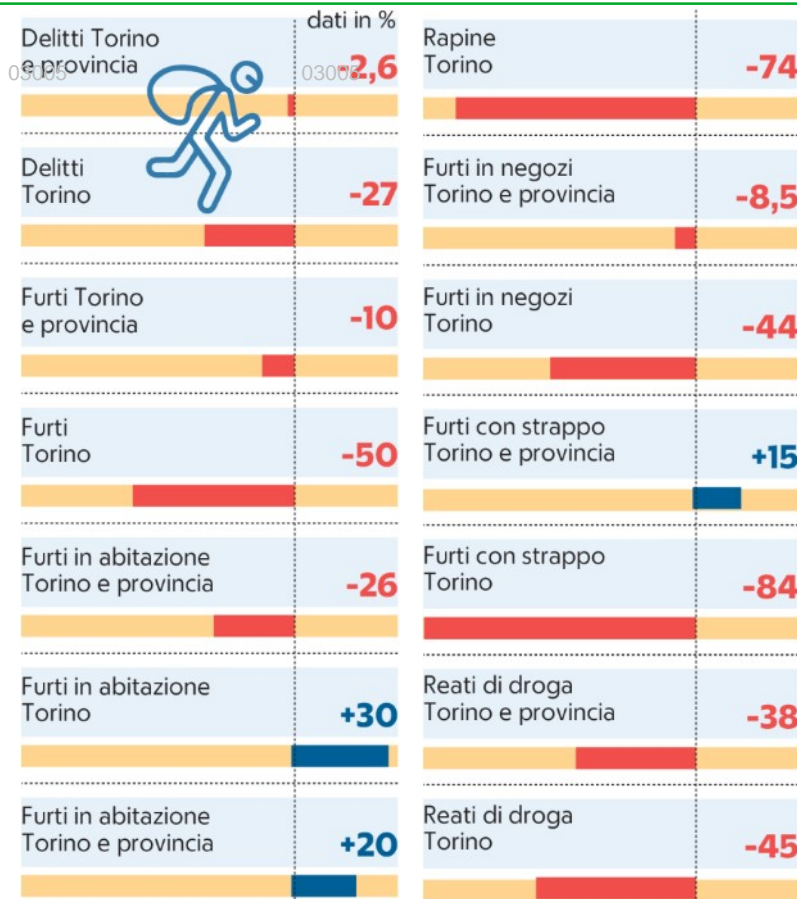 dati in %
Delitti Torino
e provincia
-2,6
03005
03005
Delitti
Torino
-27
Furti Torino
e provincia
-10
Furti
Torino
-50
Furti in abitazione
Torino e provincia
-26
Furti in abitazione
Torino
+30
Furti in abitazione
Torino e provincia
+20
Rapine
Torino
-74
Furti in negozi
Torino e provincia
-8,5
Furti in negozi
Torino
-44
Furti con strappo
Torino e provincia
+15
Furti con strappo
Torino
-84
Reati di droga
Torino e provincia
-38
Reati di droga
Torino
-45